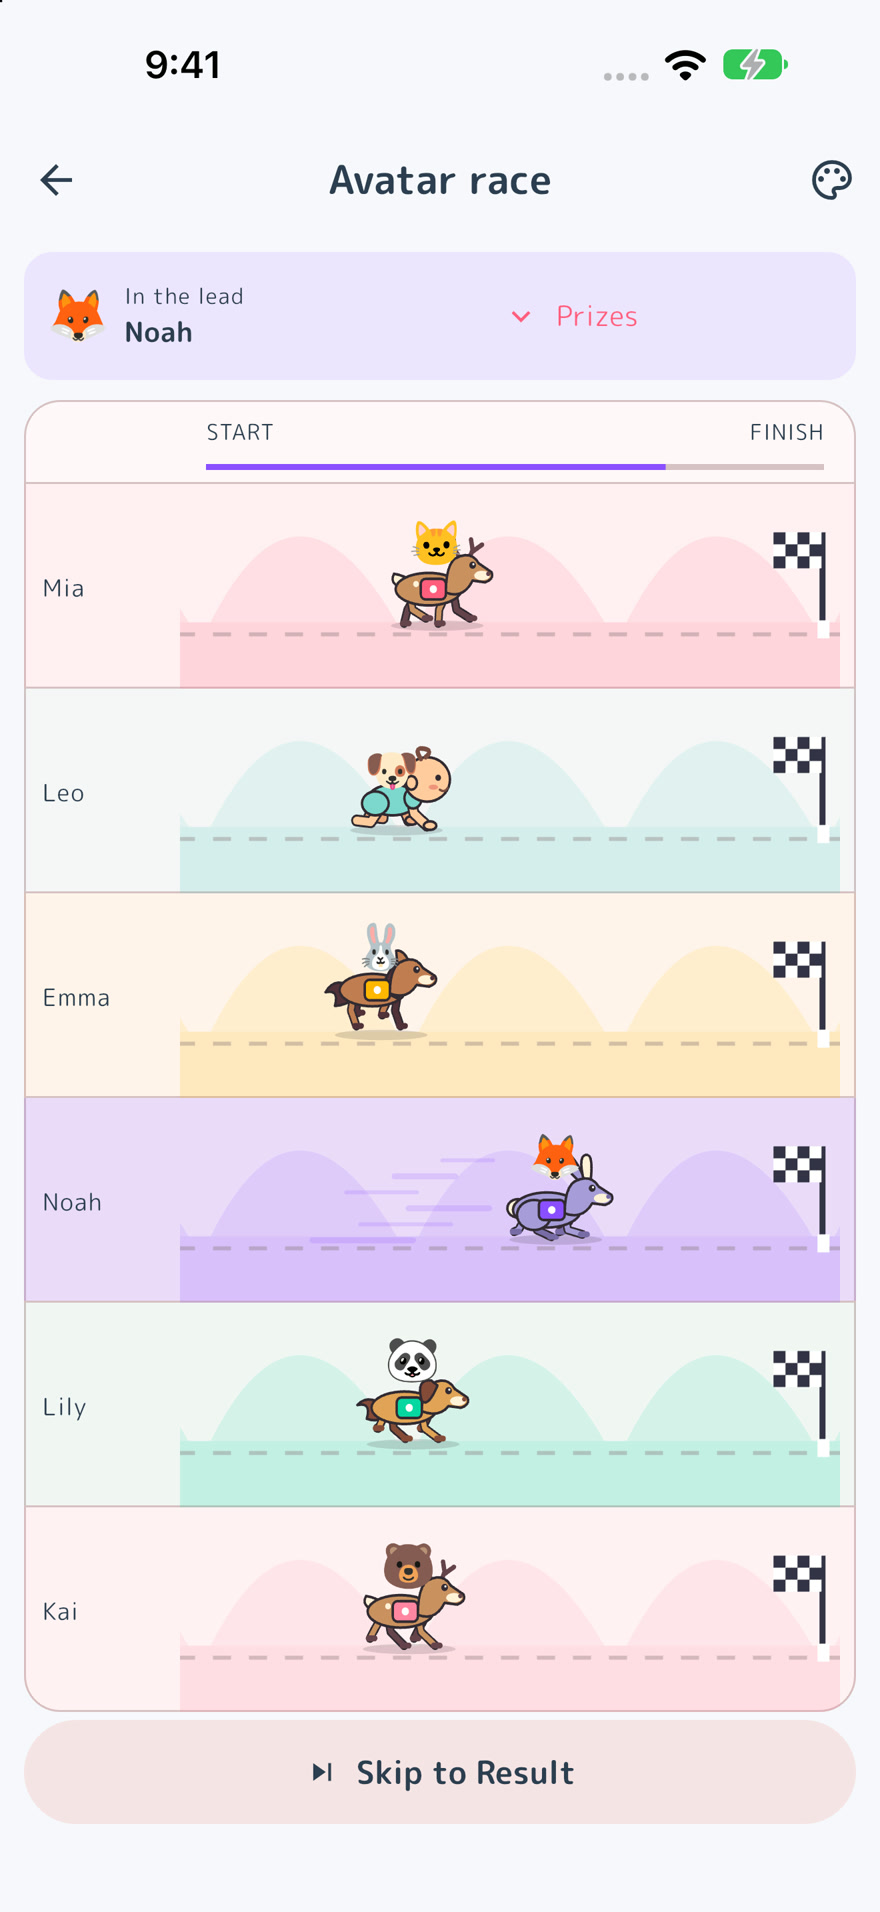 9:41
Avatar race
In the lead
Noah
Prizes
START FINISH
Mia
Leo
Emma
Noah
Lily
Kai
Skip to Result